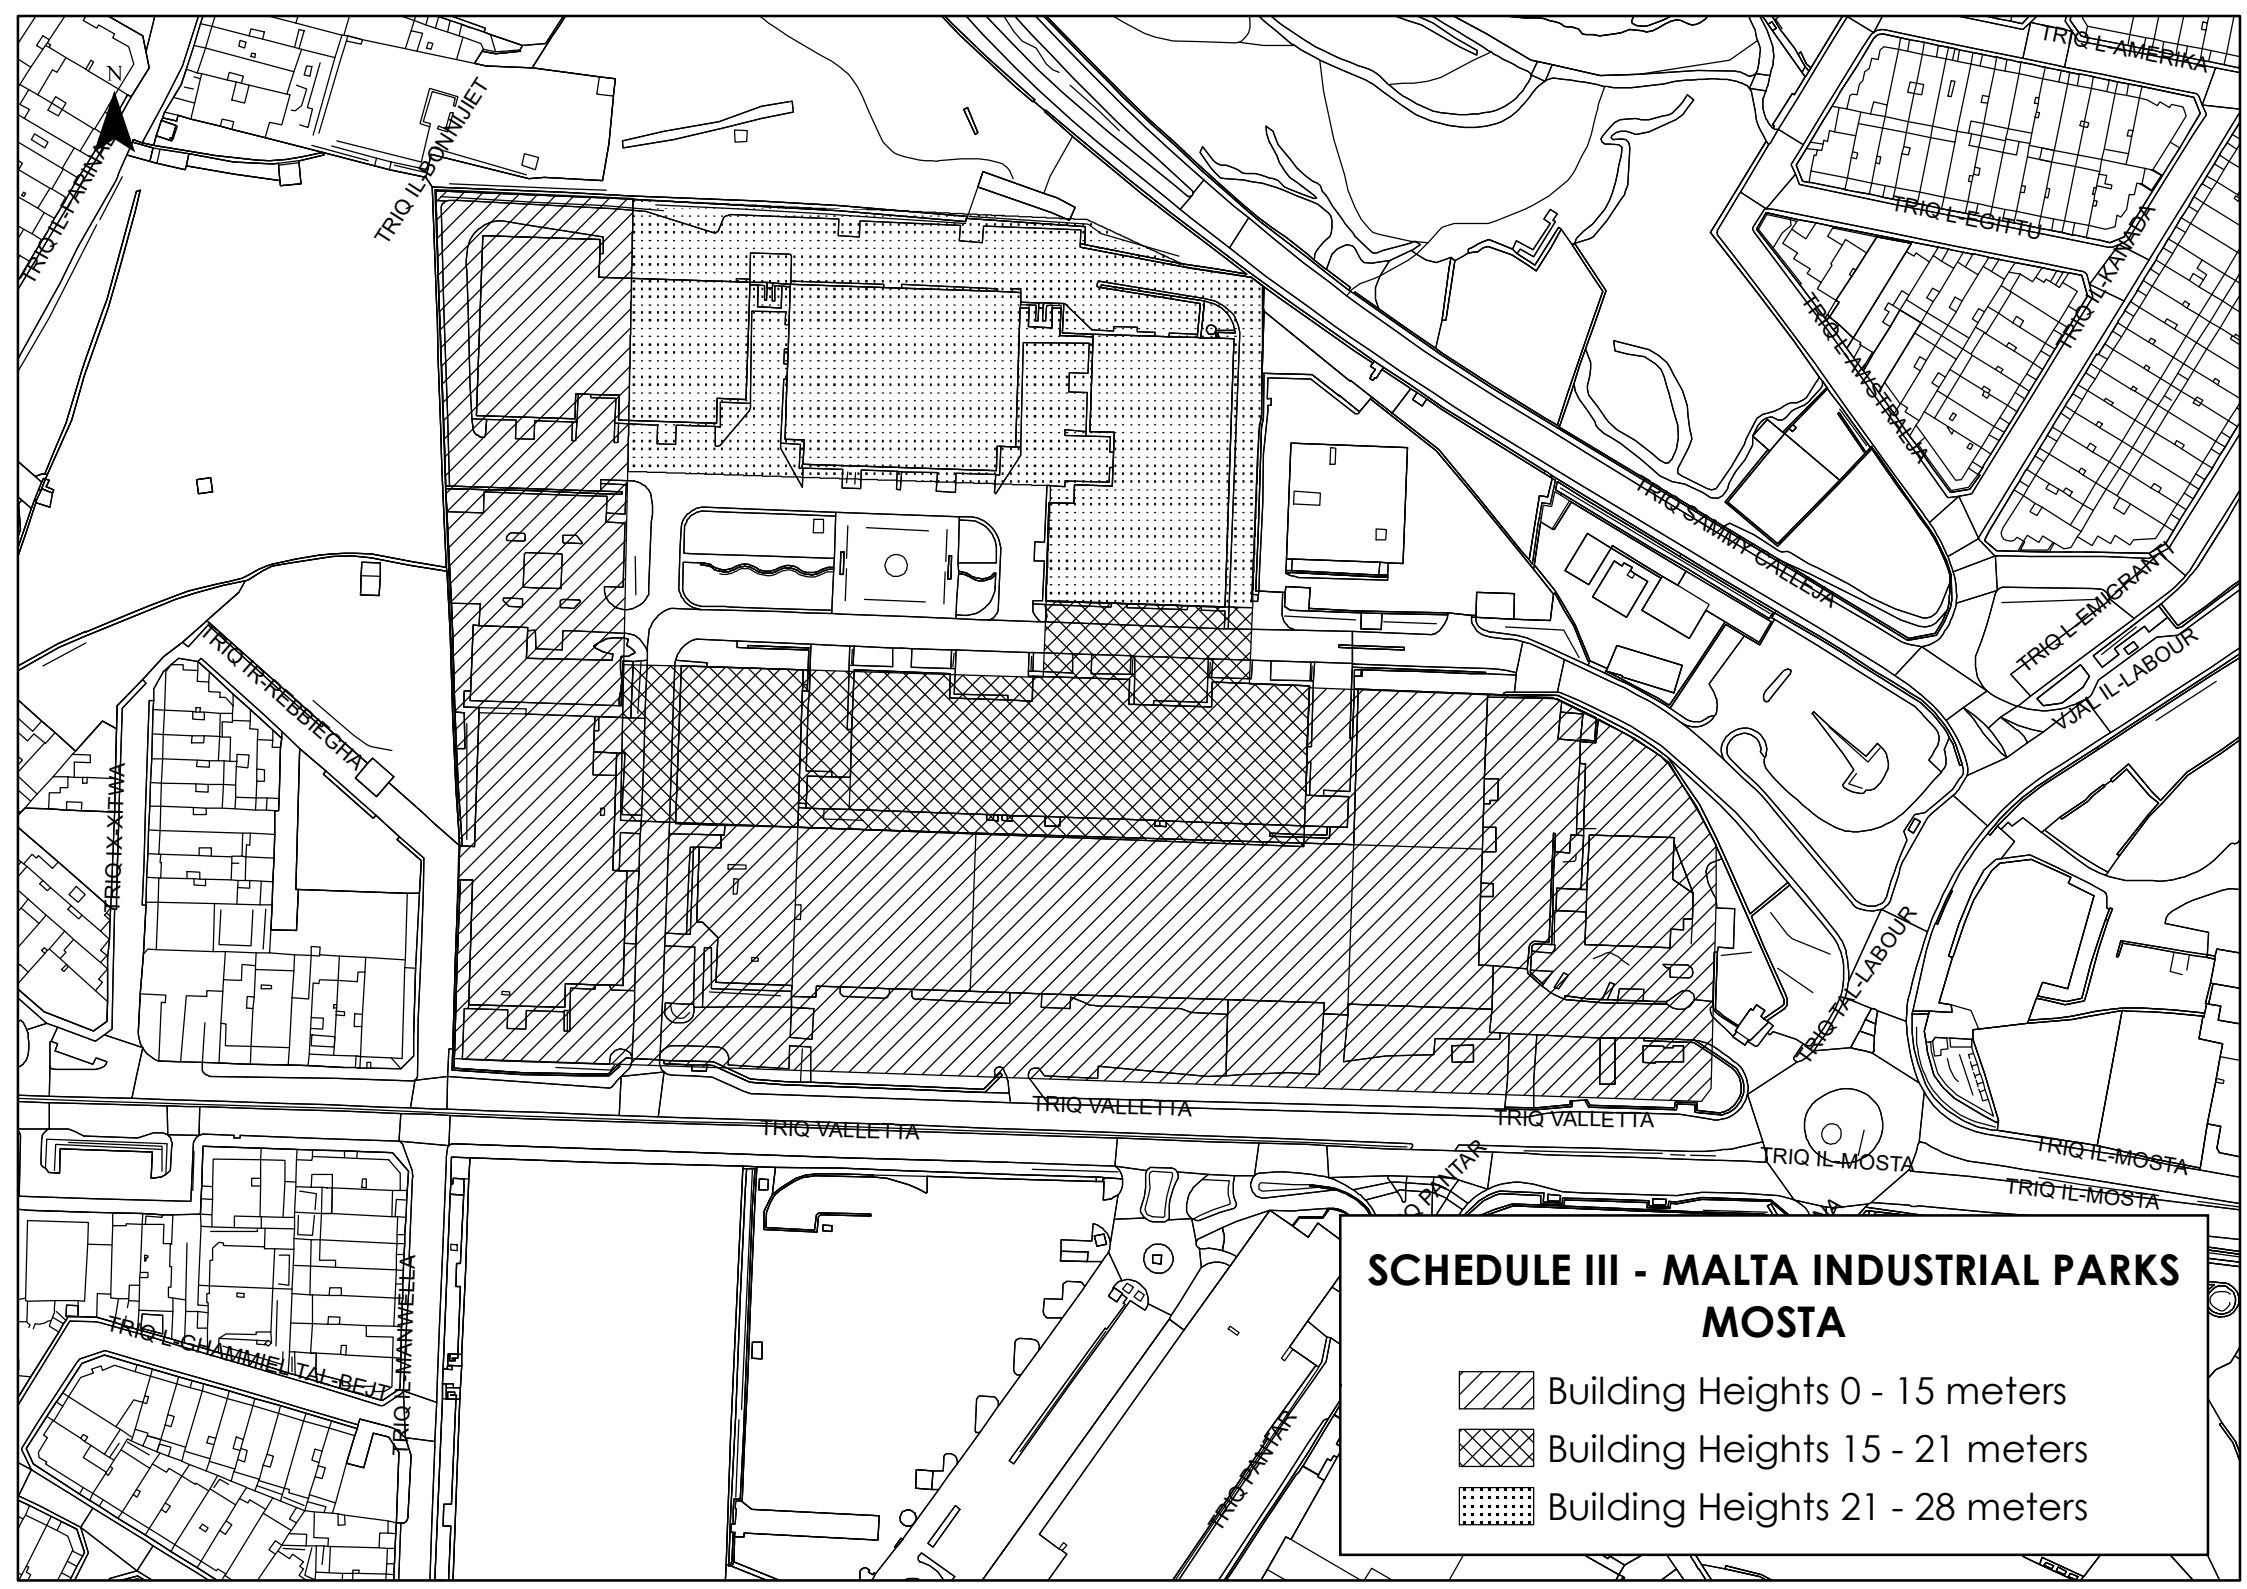 N
TRIQ L-AMERIKA
TRIQ IL-FARINAL
TRIQ IL-BONNIJIET
TRIQ L-EGITTU
TRIQ IL-KANADA
TRIQ L-AWSTRALJA
TRIQ SAMMY CALLEJA
TRIQ L-EMIGRANTI
VJAL IL-LABOUR
TRIQ IR-REBBIEGHA
TRIQ IX-XITWA
TRIQ TAL-LABOUR
TRIQ VALLETTA
TRIQ VALLETTA
TRIQ VALLETTA
TRIQ IL-MOSTA
TRIQ IL-MOSTA
TRIQ IL-MOSTA
PANTAR
TRIQ L-GHAMMIEL TAL-BEJT
TRIQ IL-MANWELLA
TRIQ PANTAR
SCHEDULE III - MALTA INDUSTRIAL PARKS
MOSTA
Building Heights 0 - 15 meters
Building Heights 15 - 21 meters
Building Heights 21 - 28 meters